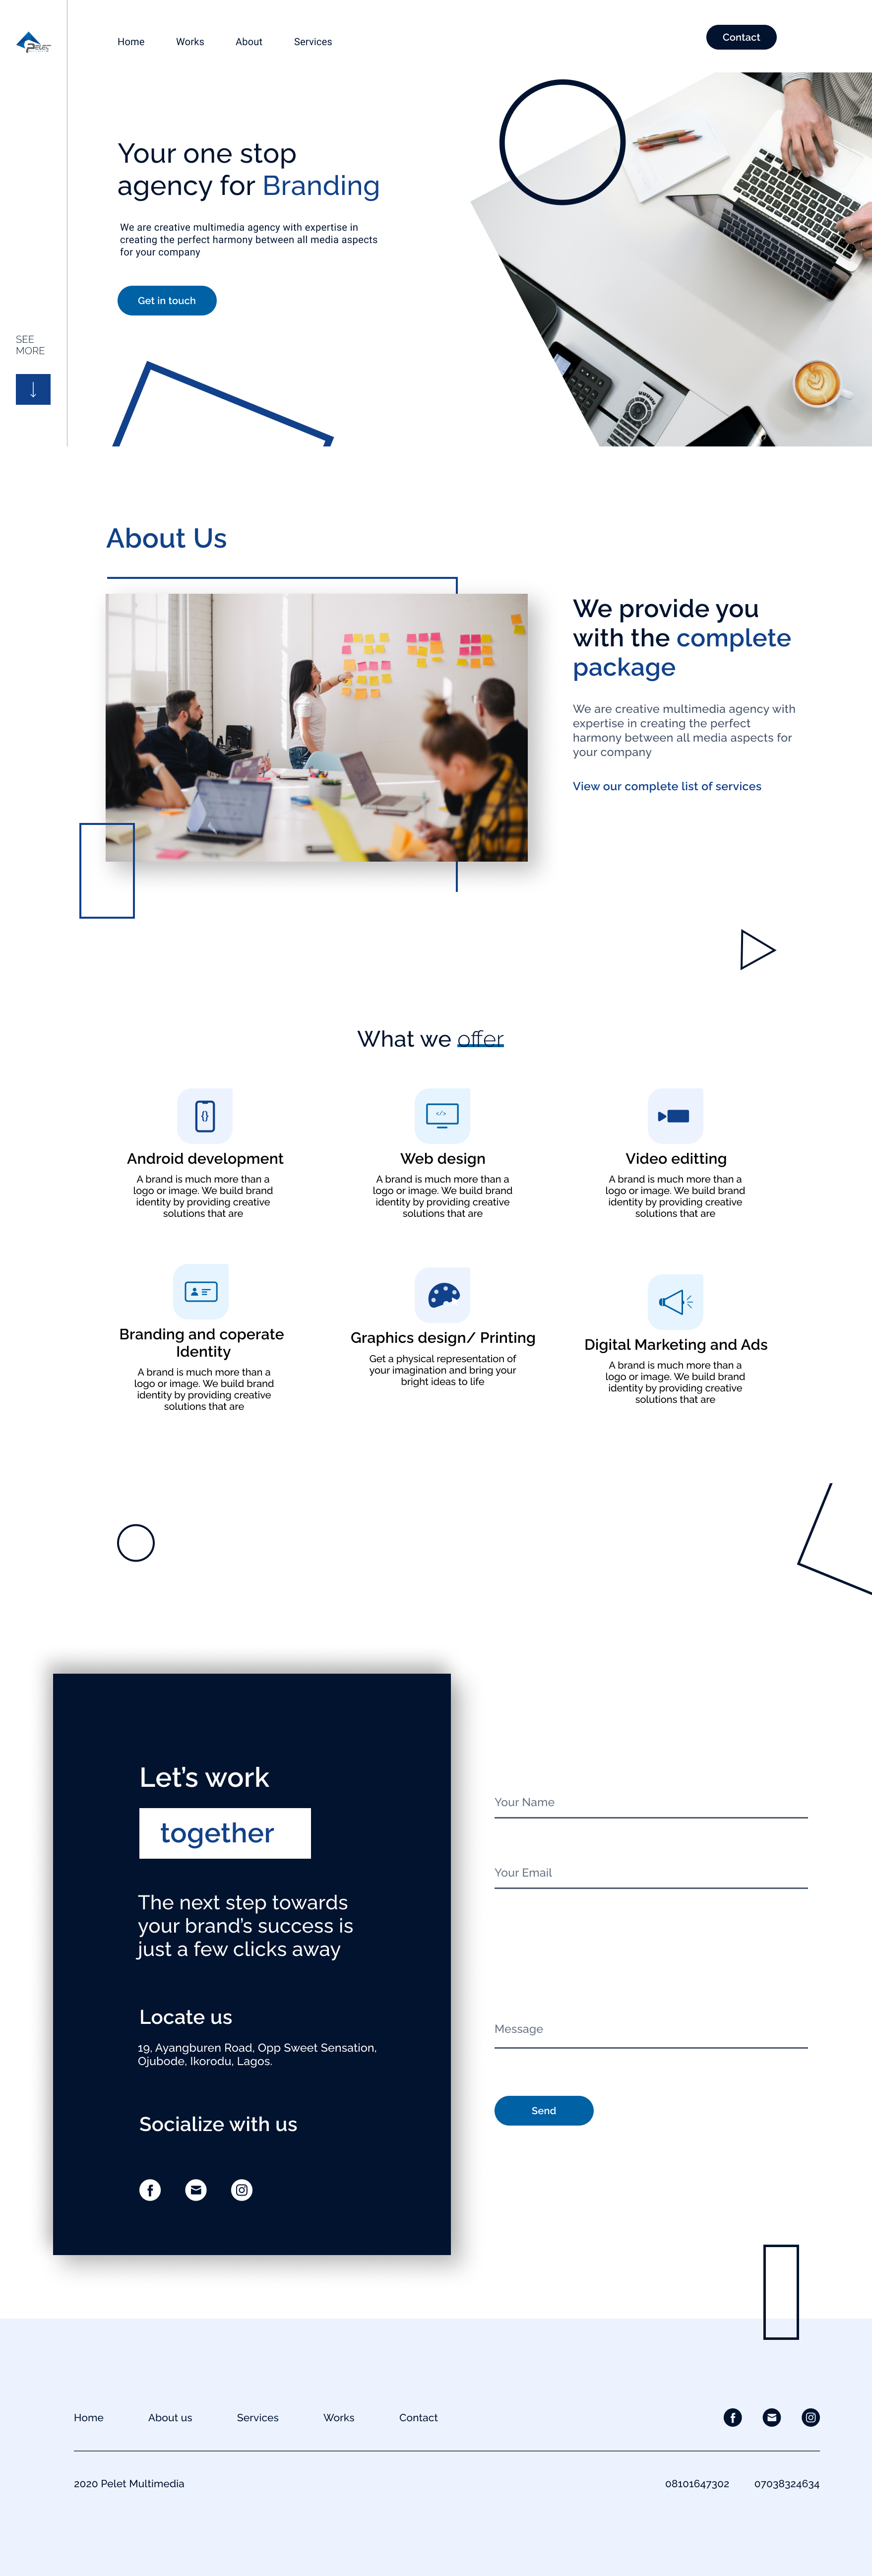 Pelet
Home
Works
About
Services
Contact
Your one stop
agency for Branding
We are creative multimedia agency with expertise in
creating the perfect harmony between all media aspects
for your company
Get in touch
SEE
MORE
About Us
We provide you
with the complete
package
We are creative multimedia agency with
expertise in creating the perfect
harmony between all media aspects for
your company
View our complete list of services
What we offer
{}
Android development
A brand is much more than a
logo or image. We build brand
identity by providing creative
solutions that are
</>
Web design
A brand is much more than a
logo or image. We build brand
identity by providing creative
solutions that are
Video editting
A brand is much more than a
logo or image. We build brand
identity by providing creative
solutions that are
Branding and coperate
Identity
A brand is much more than a
logo or image. We build brand
identity by providing creative
solutions that are
Graphics design/ Printing
Get a physical representation of
your imagination and bring your
bright ideas to life
Digital Marketing and Ads
A brand is much more than a
logo or image. We build brand
identity by providing creative
solutions that are
Let’s work
together
The next step towards
your brand’s success is
just a few clicks away
Locate us
19, Ayangburen Road, Opp Sweet Sensation,
Ojubode, Ikorodu, Lagos.
Socialize with us
Your Name
Your Email
Message
Send
Home
About us
Services
Works
Contact
2020 Pelet Multimedia
08101647302
07038324634